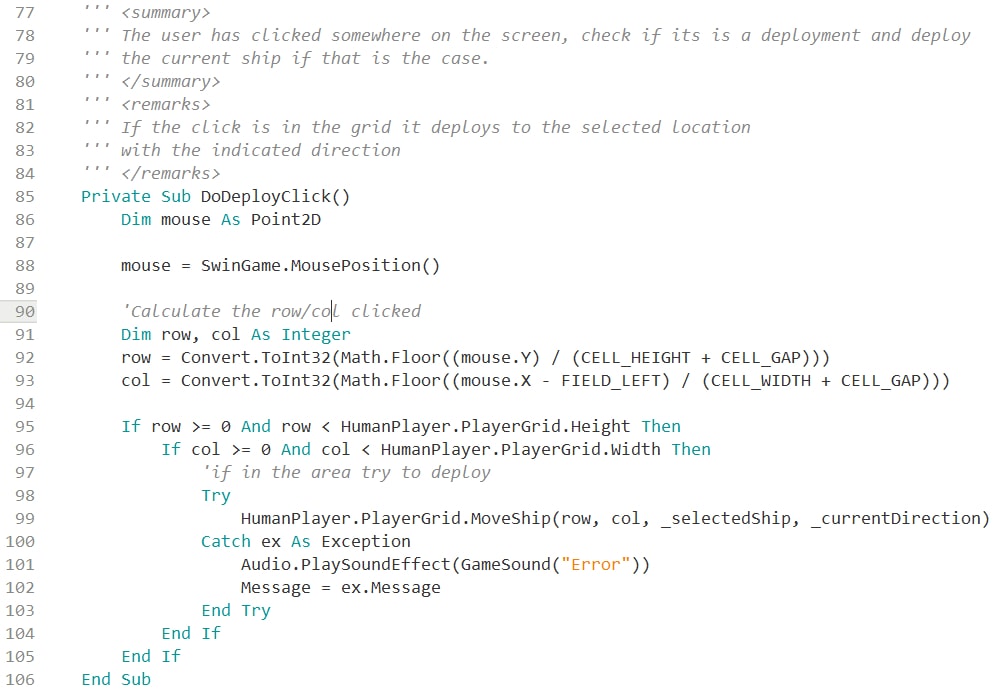 77 ''' <summary>
78 ''' The user has clicked somewhere on the screen, check if its is a deployment and deploy
79 ''' the current ship if that is the case.
80 ''' </summary>
81 ''' <remarks>
82 ''' If the click is in the grid it deploys to the selected location
83 ''' with the indicated direction
84 ''' </remarks>
85 Private Sub DoDeployClick()
86 Dim mouse As Point2D
87
88 mouse = SwinGame.MousePosition()
89
90 'Calculate the row/col clicked
91 Dim row, col As Integer
92 row = Convert.ToInt32(Math.Floor((mouse.Y) / (CELL_HEIGHT + CELL_GAP)))
93 col = Convert.ToInt32(Math.Floor((mouse.X - FIELD_LEFT) / (CELL_WIDTH + CELL_GAP)))
94
95 If row >= 0 And row < HumanPlayer.PlayerGrid.Height Then
96 If col >= 0 And col < HumanPlayer.PlayerGrid.Width Then
97 'if in the area try to deploy
98 Try
99 HumanPlayer.PlayerGrid.MoveShip(row, col, _selectedShip, _currentDirection)
100 Catch ex As Exception
101 Audio.PlaySoundEffect(GameSound("Error"))
102 Message = ex.Message
103 End Try
104 End If
105 End If
106 End Sub